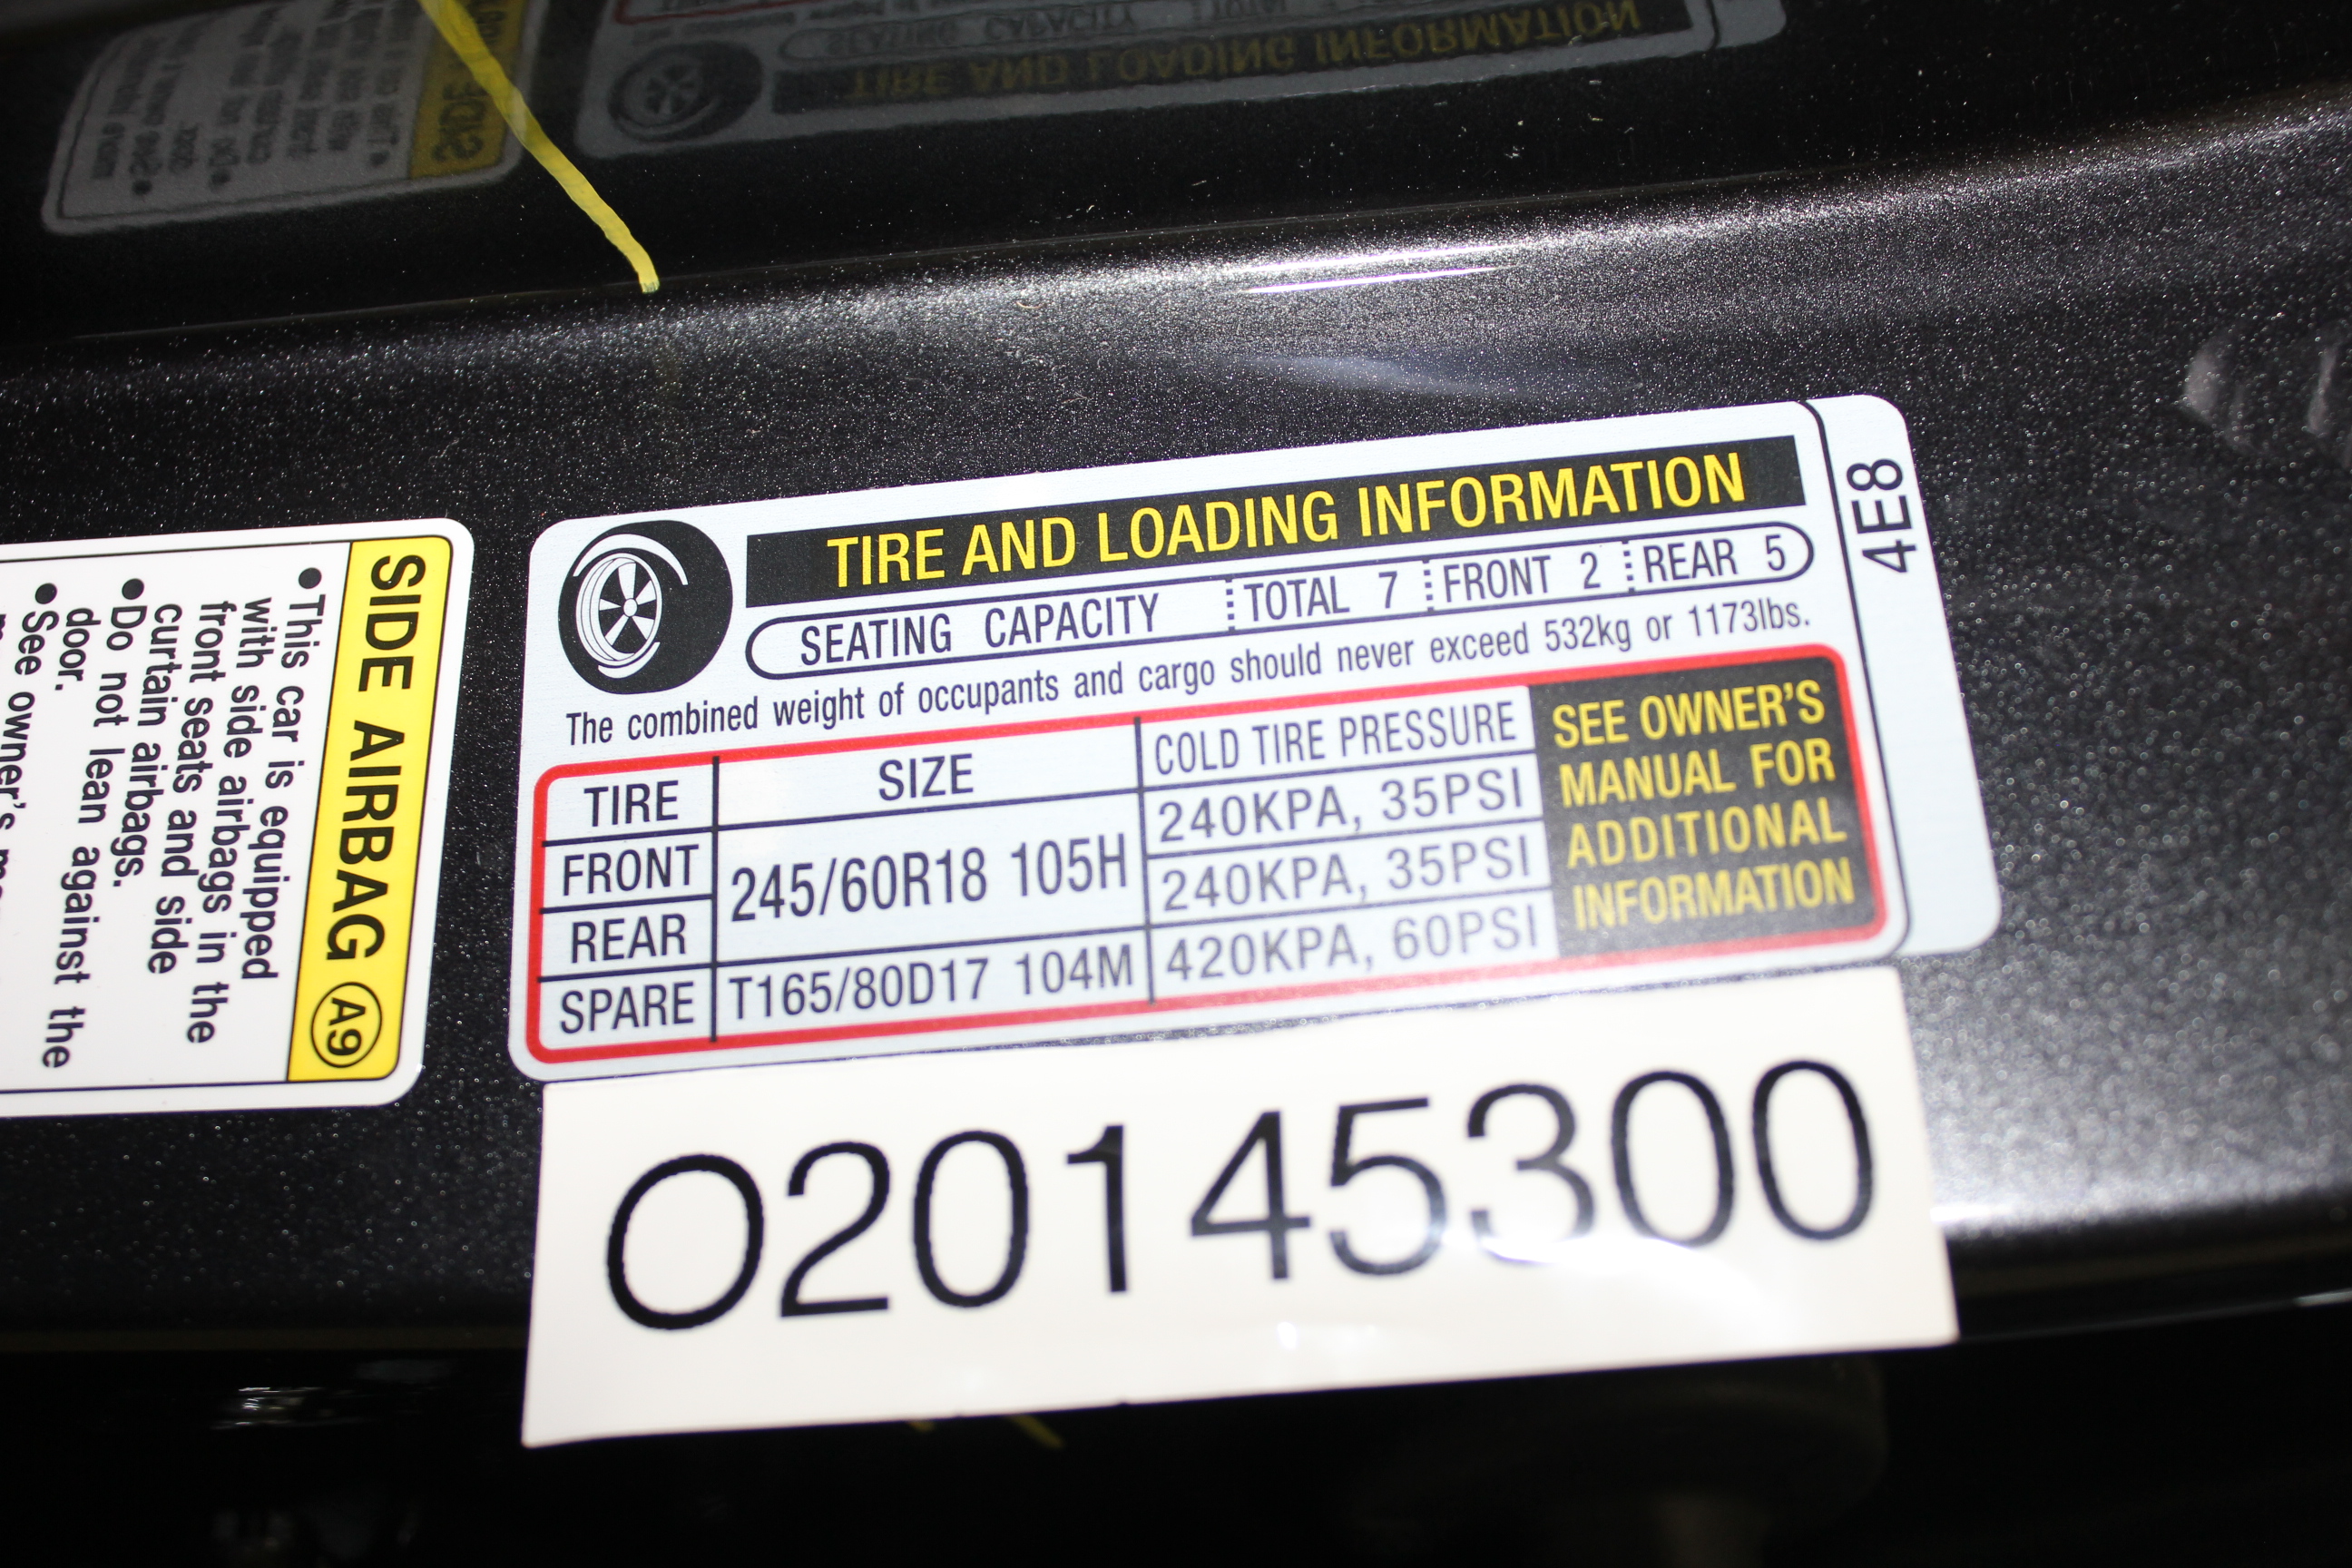 TIRE AND LOADING INFORMATION
SEATING CAPACITY TOTAL 7 FRONT 2 REAR 5
The combined weight of occupants and cargo should never exceed 532kg or 1173lbs.
TIRE SIZE COLD TIRE PRESSURE
FRONT 245/60R18 105H 240KPA, 35PSI
REAR 240KPA, 35PSI
SPARE T165/80D17 104M 420KPA, 60PSI
SEE OWNER'S
MANUAL FOR
ADDITIONAL
INFORMATION
4E8
O20145300
SIDE AIRBAG A9
●This car is equipped
with side airbags in the
front seats and side
curtain airbags.
●Do not lean against the
door.
●See owner's